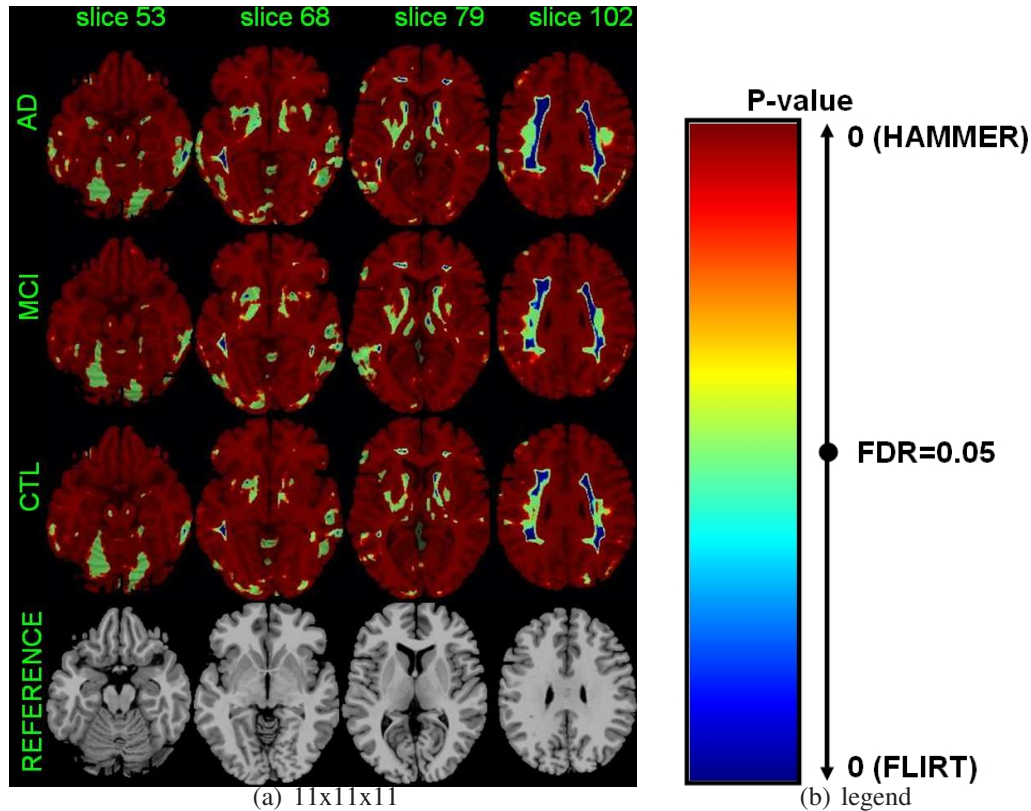 slice 53 slice 68 slice 79 slice 102
AD
MCI
CTL
REFERENCE
(a) 11x11x11
P-value
0 (HAMMER)
FDR=0.05
0 (FLIRT)
(b) legend